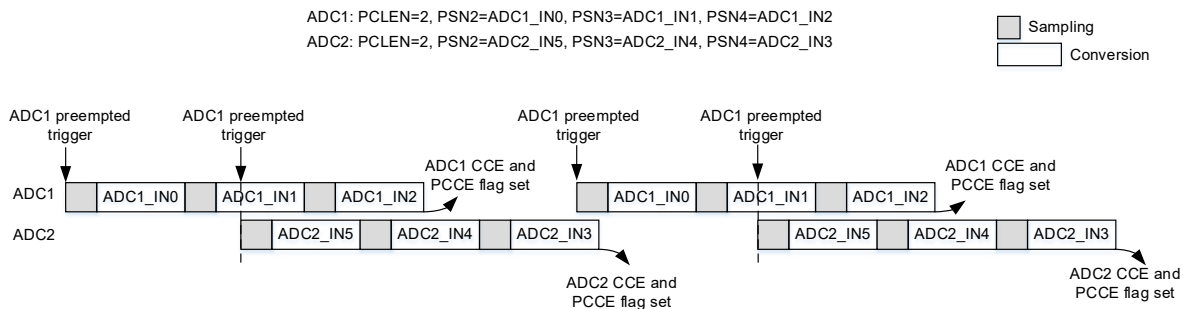 ADC1: PCLEN=2, PSN2=ADC1_IN0, PSN3=ADC1_IN1, PSN4=ADC1_IN2
ADC2: PCLEN=2, PSN2=ADC2_IN5, PSN3=ADC2_IN4, PSN4=ADC2_IN3
Sampling
Conversion
ADC1 preempted
trigger
ADC1 preempted
trigger
ADC1 CCE and
PCCE flag set
ADC1 preempted
trigger
ADC1 preempted
trigger
ADC1 CCE and
PCCE flag set
ADC1
ADC1_IN0
ADC1_IN1
ADC1_IN2
ADC1_IN0
ADC1_IN1
ADC1_IN2
ADC2
ADC2_IN5
ADC2_IN4
ADC2_IN3
ADC2_IN5
ADC2_IN4
ADC2_IN3
ADC2 CCE and
PCCE flag set
ADC2 CCE and
PCCE flag set